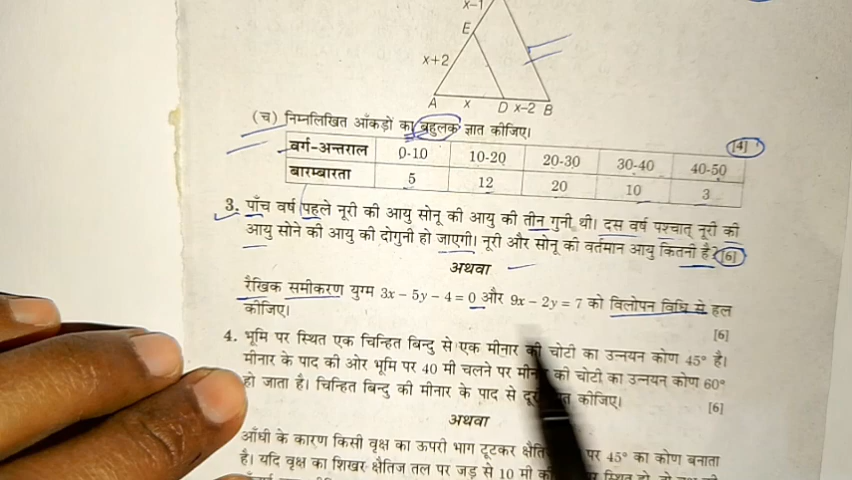 x−1
E
x+2
A x D x−2 B
(च) निम्नलिखित आँकड़ों का बहुलक ज्ञात कीजिए। [4]
वर्ग-अन्तराल 0-10 10-20 20-30 30-40 40-50
बारम्बारता 5 12 20 10 3
3. पाँच वर्ष पहले नूरी की आयु सोनू की आयु की तीन गुनी थी। दस वर्ष पश्चात् नूरी की
आयु सोने की आयु की दोगुनी हो जाएगी। नूरी और सोनू की वर्तमान आयु कितनी है? [6]
अथवा
रैखिक समीकरण युग्म 3x − 5y − 4 = 0 और 9x − 2y = 7 को विलोपन विधि से हल
कीजिए। [6]
4. भूमि पर स्थित एक चिन्हित बिन्दु से एक मीनार की चोटी का उन्नयन कोण 45° है।
मीनार के पाद की ओर भूमि पर 40 मी चलने पर की चोटी का उन्नयन कोण 60°
हो जाता है। चिन्हित बिन्दु की मीनार के पाद से कीजिए। [6]
अथवा
आँधी के कारण किसी वृक्ष का ऊपरी भाग टूटकर पर 45° का कोण बनाता
है। यदि वृक्ष का शिखर क्षैतिज तल पर जड़ से 10 मी